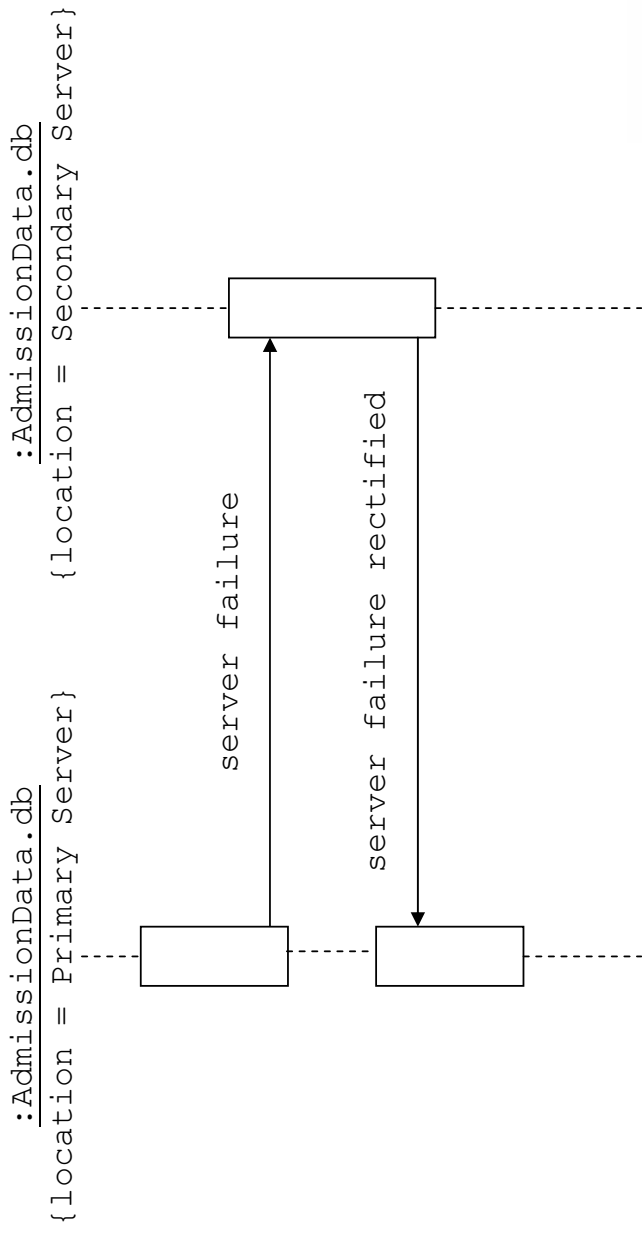 :AdmissionData.db
{location = Primary Server}
:AdmissionData.db
{location = Secondary Server}
server failure
server failure rectified